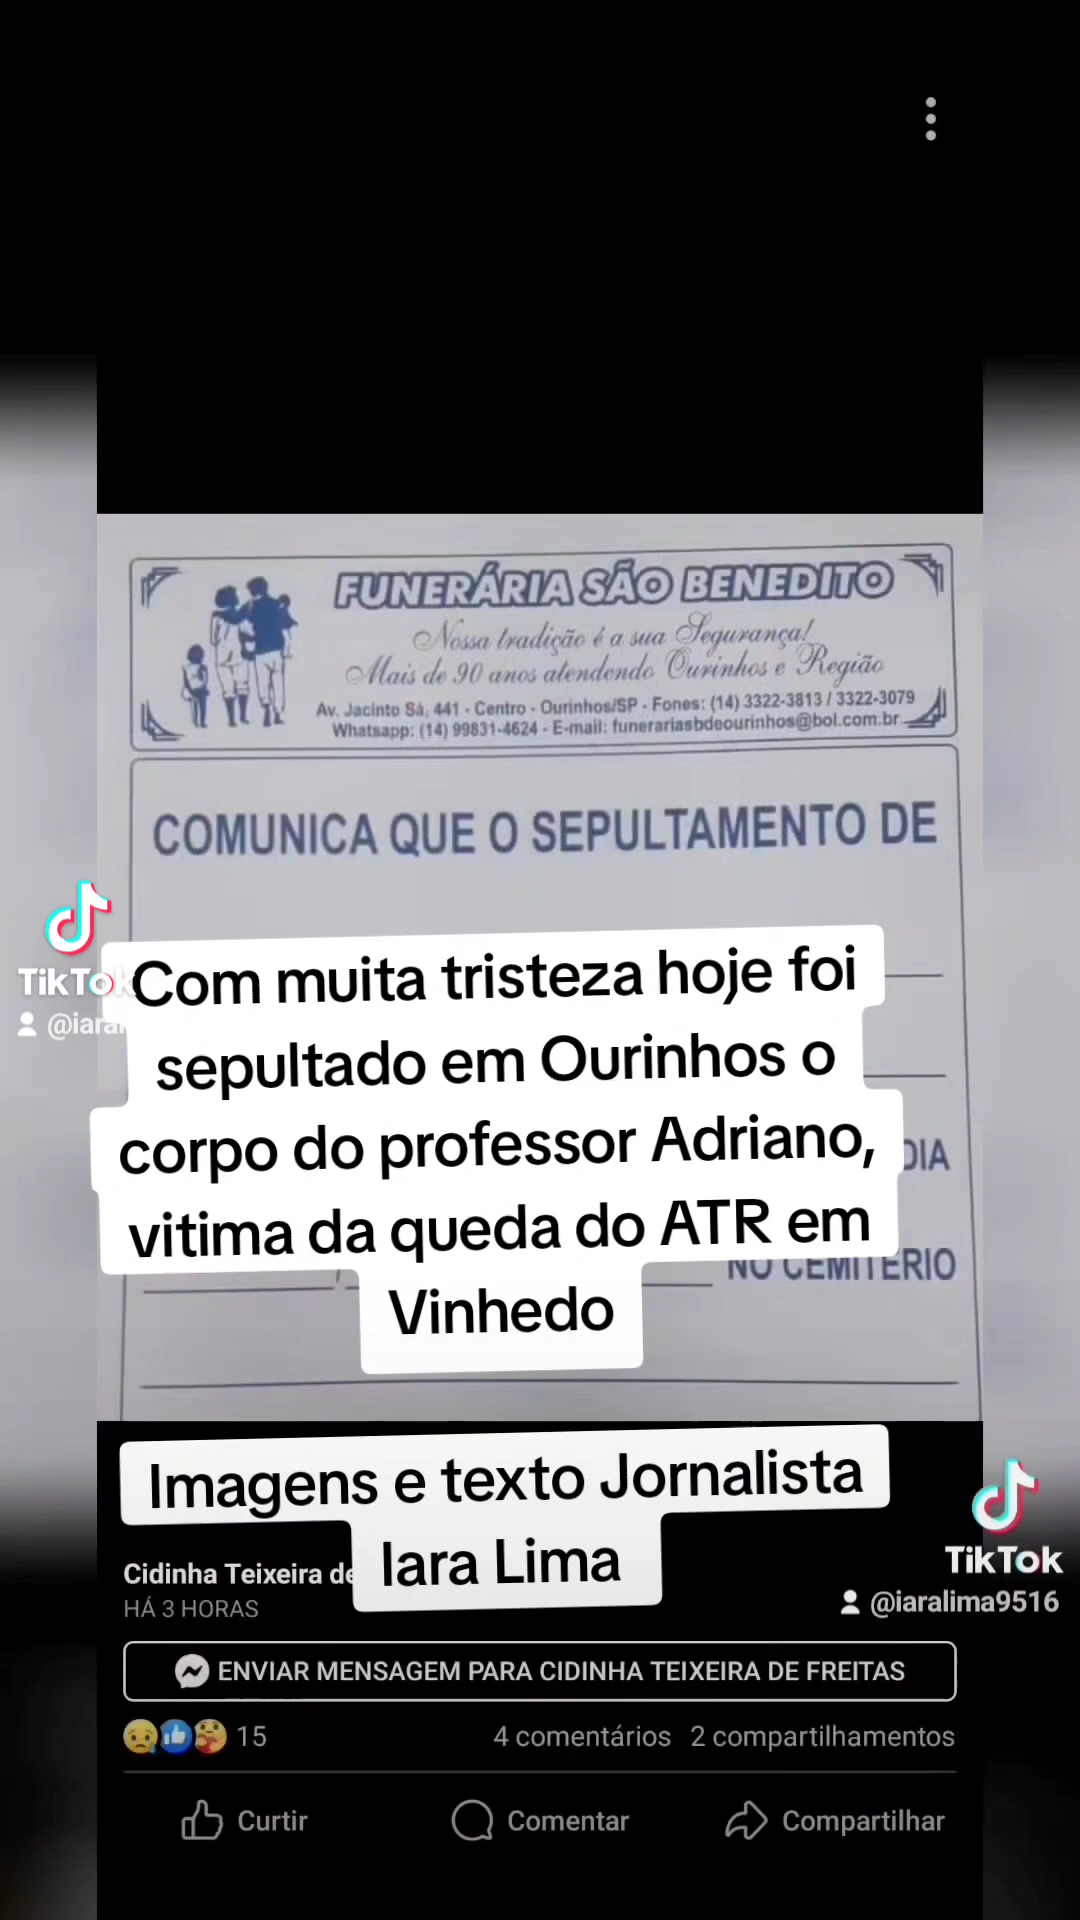 FUNERÁRIA SÃO BENEDITO
Nossa tradição é a sua Segurança!
Mais de 90 anos atendendo Ourinhos e Região
Av. Jacinto Sá, 441 - Centro - Ourinhos/SP - Fones: (14) 3322-3813 / 3322-3079
Whatsapp: (14) 99831-4624 - E-mail: funerariasbdeourinhos@bol.com.br
COMUNICA QUE O SEPULTAMENTO DE
TikTok
@iaral
Com muita tristeza hoje foi
sepultado em Ourinhos o
corpo do professor Adriano,
vitima da queda do ATR em
Vinhedo
DIA
NO CEMITÉRIO
Imagens e texto Jornalista
Iara Lima
TikTok
@iaralima9516
Cidinha Teixeira de
HÁ 3 HORAS
ENVIAR MENSAGEM PARA CIDINHA TEIXEIRA DE FREITAS
15
4 comentários 2 compartilhamentos
Curtir Comentar Compartilhar